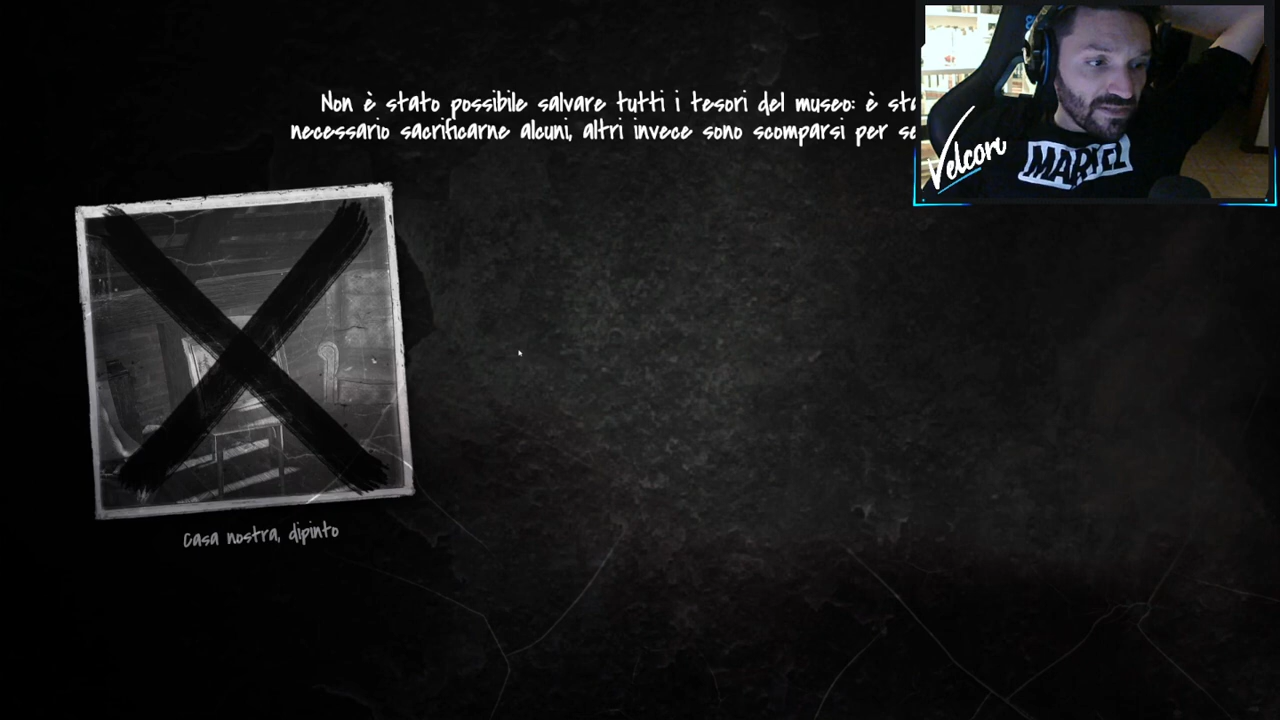 Non è stato possibile salvare tutti i tesori del museo: è
necessario sacrificarne alcuni, altri invece sono scomparsi per
Velcor
MARVEL
Casa nostra, dipinto